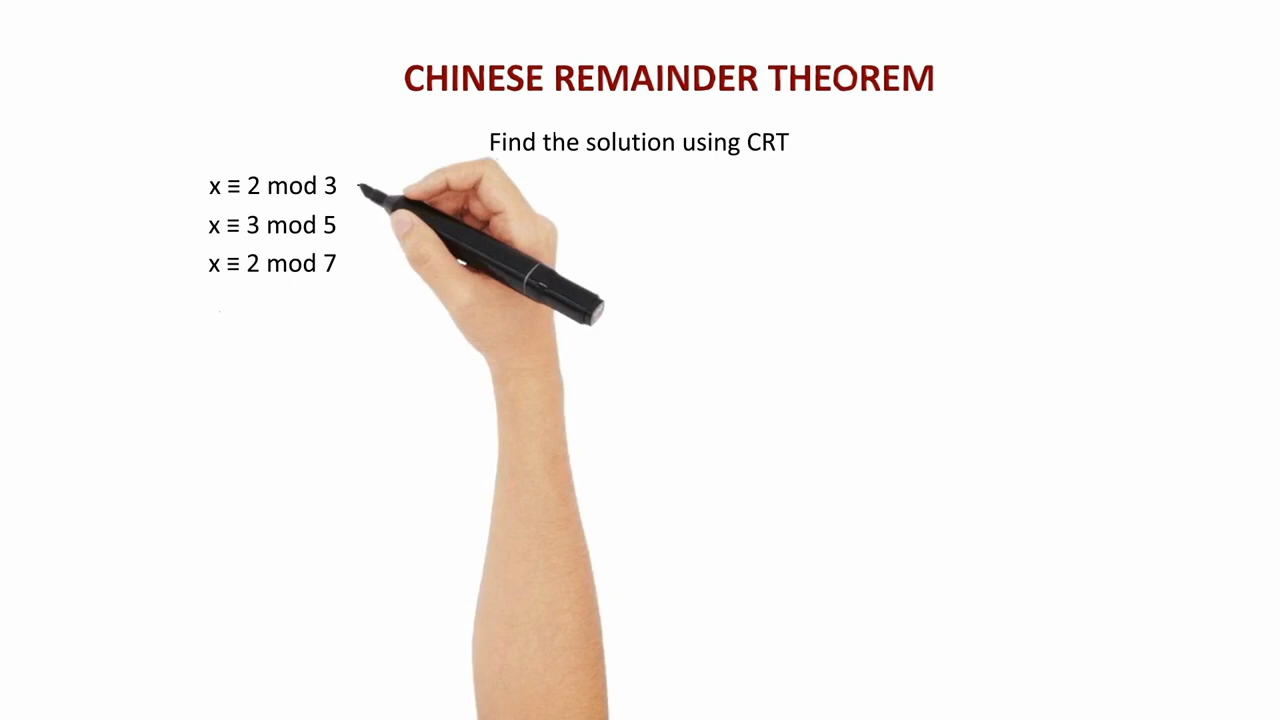 CHINESE REMAINDER THEOREM
Find the solution using CRT
x ≡ 2 mod 3
x ≡ 3 mod 5
x ≡ 2 mod 7